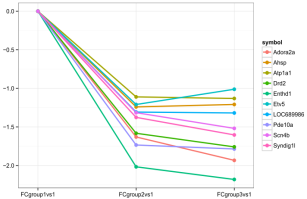 0.0
symbol
Adora2a
−0.5
Ahsp
Atp1a1
Drd2
−1.0
Ermhd1
Etv5
LOC689986
−1.5
Pde10a
Scn4b
Syndig1l
−2.0
FCgroup1vs1 FCgroup2vs1 FCgroup3vs1